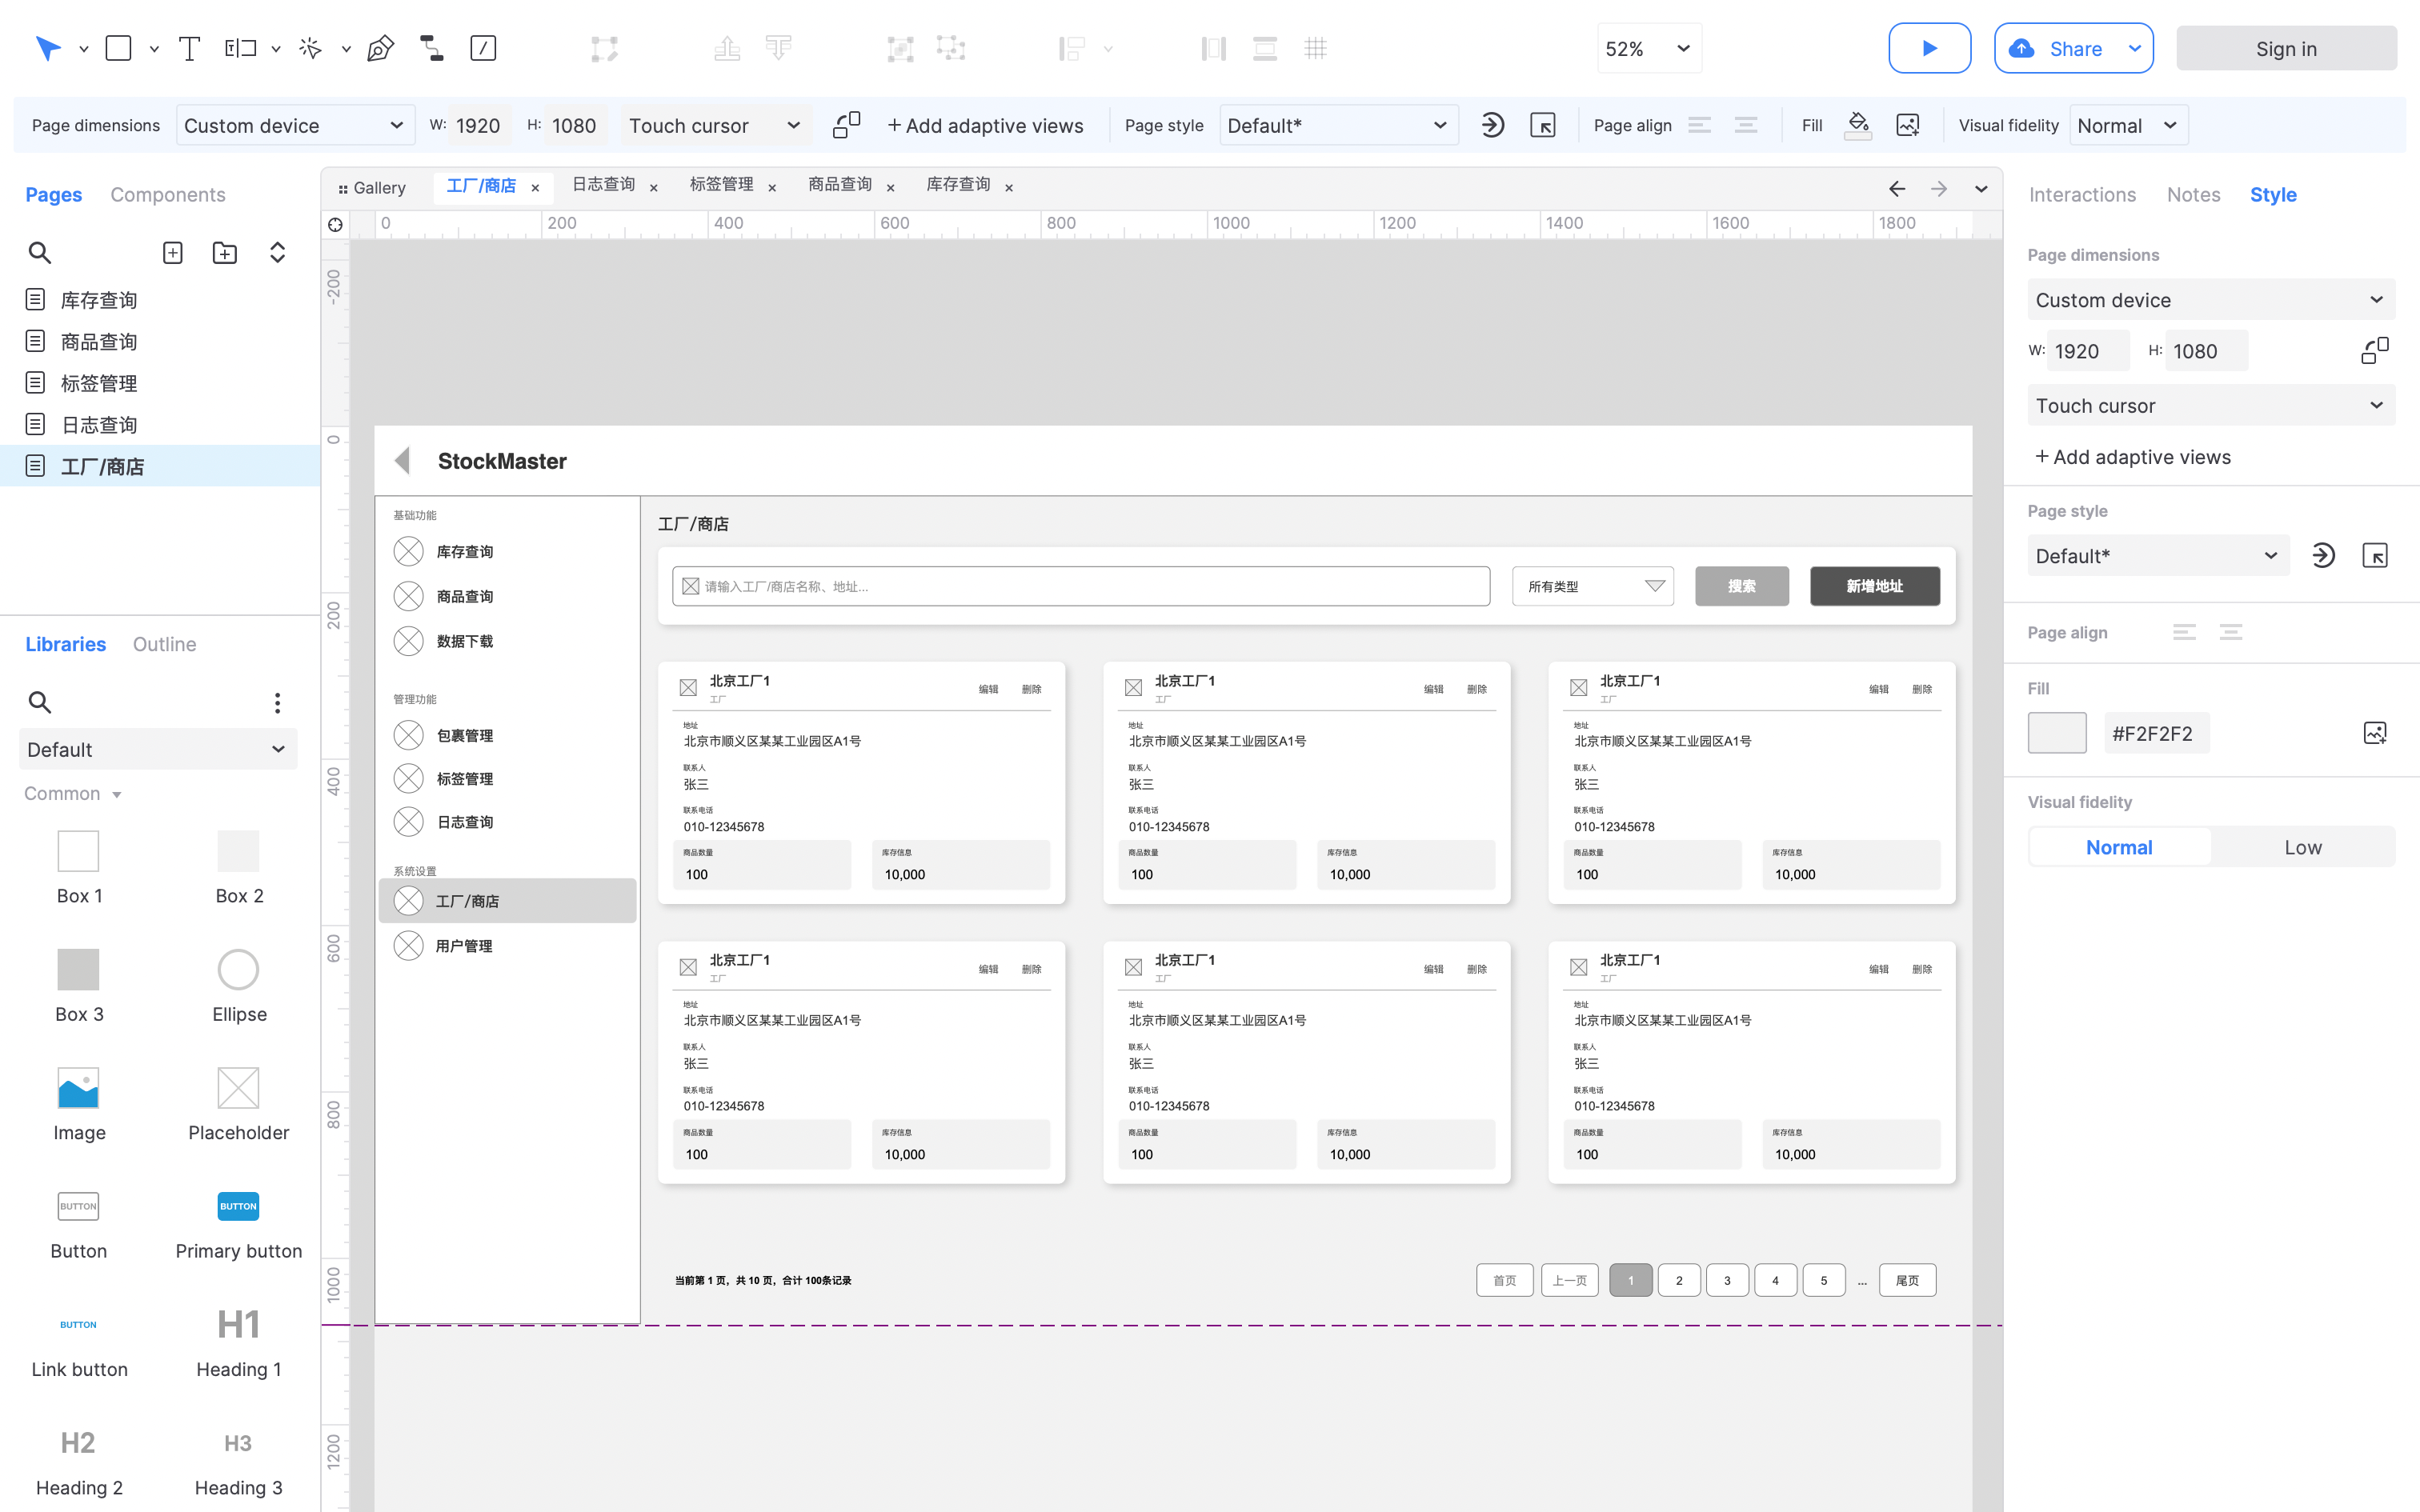 52%
Share
Sign in
Page dimensions
Custom device
W: 1920
H: 1080
Touch cursor
+ Add adaptive views
Page style
Default*
Page align
Fill
Visual fidelity
Normal
Pages
Components
库存查询
商品查询
标签管理
日志查询
工厂/商店
Libraries
Outline
Default
Common
Box 1
Box 2
Box 3
Ellipse
Image
Placeholder
BUTTON
BUTTON
Button
Primary button
BUTTON
H1
Link button
Heading 1
H2
H3
Heading 2
Heading 3
Gallery
工厂/商店
日志查询
标签管理
商品查询
库存查询
0
200
400
600
800
1000
1200
1400
1600
1800
-200
0
200
400
600
800
1000
1200
StockMaster
基础功能
库存查询
商品查询
数据下载
管理功能
包裹管理
标签管理
日志查询
系统设置
工厂/商店
用户管理
工厂/商店
请输入工厂/商店名称、地址...
所有类型
搜索
新增地址
北京工厂1
工厂
编辑
删除
地址
北京市顺义区某某工业园区A1号
联系人
张三
联系电话
010-12345678
商品数量
100
库存信息
10,000
北京工厂1
工厂
编辑
删除
地址
北京市顺义区某某工业园区A1号
联系人
张三
联系电话
010-12345678
商品数量
100
库存信息
10,000
北京工厂1
工厂
编辑
删除
地址
北京市顺义区某某工业园区A1号
联系人
张三
联系电话
010-12345678
商品数量
100
库存信息
10,000
北京工厂1
工厂
编辑
删除
地址
北京市顺义区某某工业园区A1号
联系人
张三
联系电话
010-12345678
商品数量
100
库存信息
10,000
北京工厂1
工厂
编辑
删除
地址
北京市顺义区某某工业园区A1号
联系人
张三
联系电话
010-12345678
商品数量
100
库存信息
10,000
北京工厂1
工厂
编辑
删除
地址
北京市顺义区某某工业园区A1号
联系人
张三
联系电话
010-12345678
商品数量
100
库存信息
10,000
当前第 1 页，共 10 页，合计 100条记录
首页
上一页
1
2
3
4
5
...
尾页
Interactions
Notes
Style
Page dimensions
Custom device
W: 1920
H: 1080
Touch cursor
+ Add adaptive views
Page style
Default*
Page align
Fill
#F2F2F2
Visual fidelity
Normal
Low